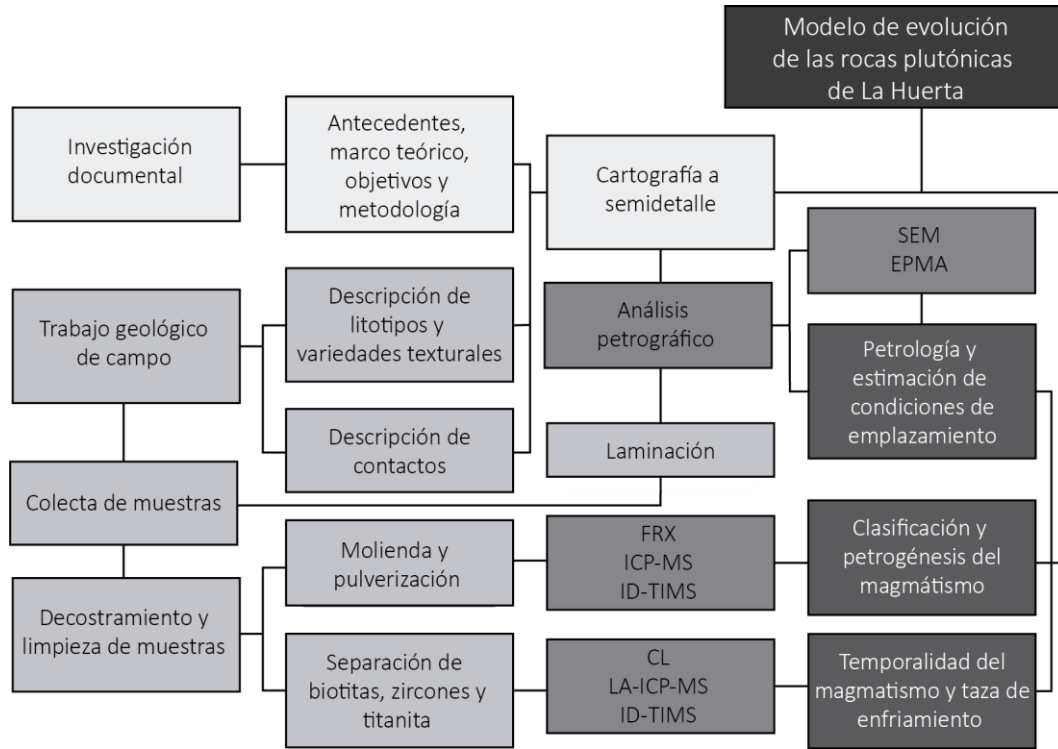 Modelo de evolución
de las rocas plutónicas
de La Huerta
Investigación
documental
Antecedentes,
marco teórico,
objetivos y
metodología
Cartografía a
semidetalle
SEM
EPMA
Trabajo geológico
de campo
Descripción de
litotipos y
variedades texturales
Análisis
petrográfico
Petrología y
estimación de
condiciones de
emplazamiento
Descripción de
contactos
Laminación
Colecta de muestras
Molienda y
pulverización
FRX
ICP-MS
ID-TIMS
Clasificación y
petrogénesis del
magmátismo
Decostramiento y
limpieza de muestras
Separación de
biotitas, zircones y
titanita
CL
LA-ICP-MS
ID-TIMS
Temporalidad del
magmatismo y taza de
enfriamiento